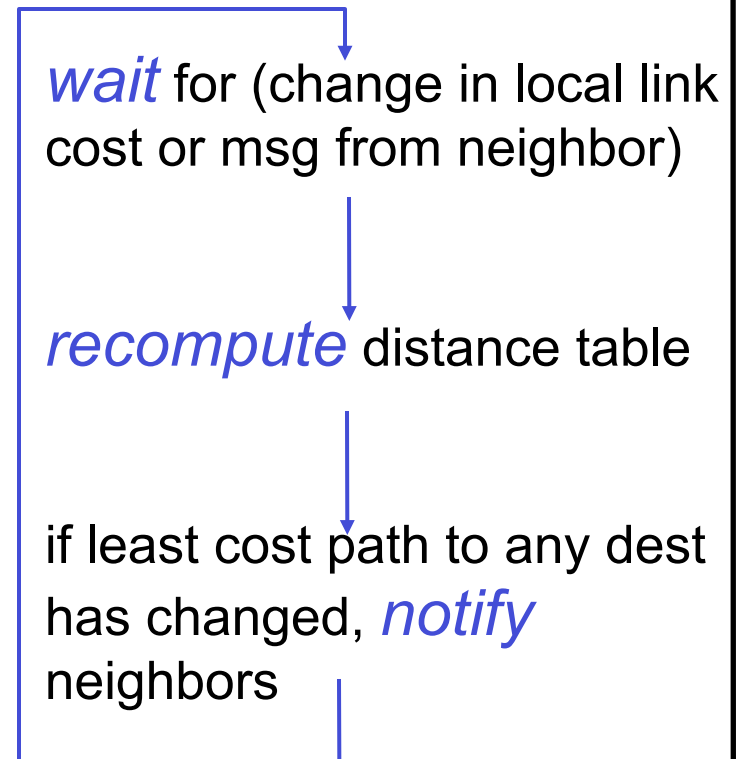 wait for (change in local link
cost or msg from neighbor)
recompute distance table
if least cost path to any dest
has changed, notify
neighbors